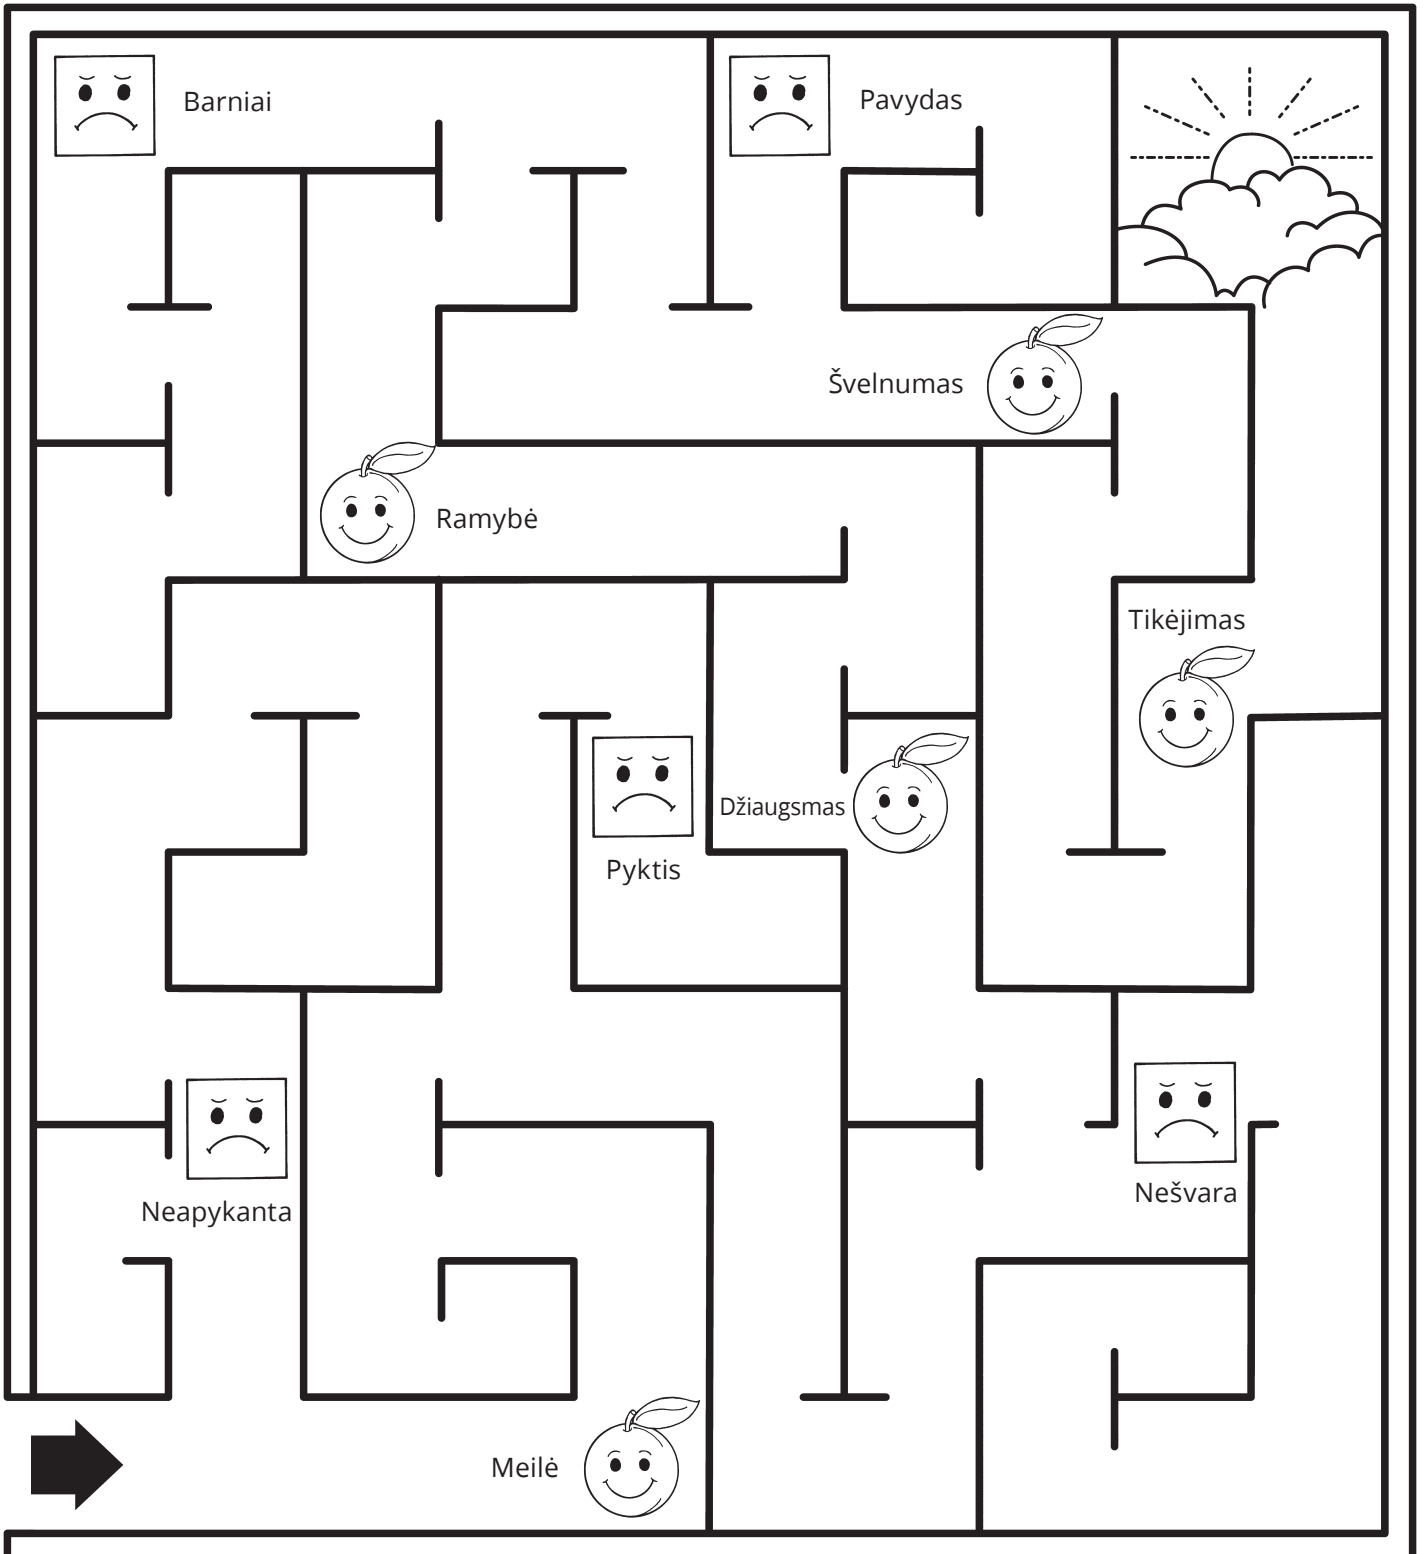 Barniai
Pavydas
Švelnumas
Ramybė
Tikėjimas
Džiaugsmas
Pyktis
Neapykanta
Nešvara
Meilė